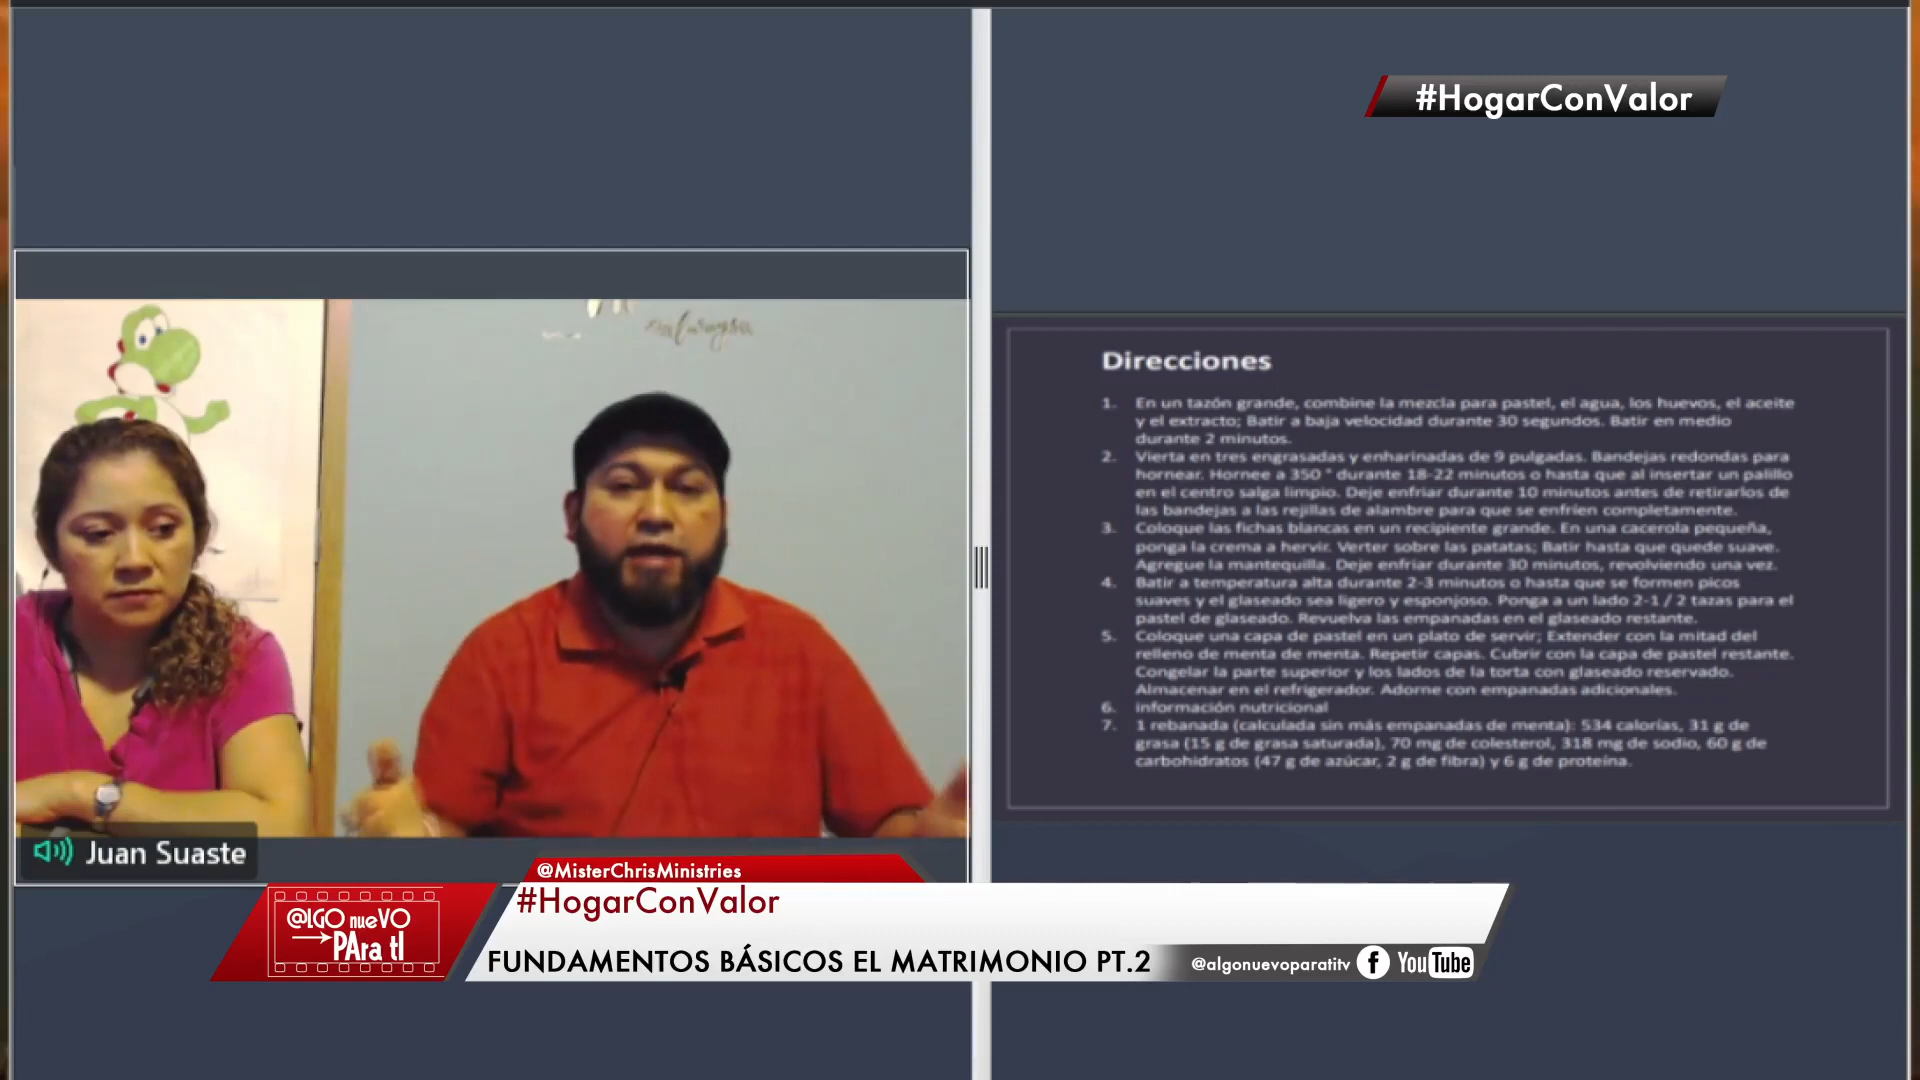 #HogarConValor
Direcciones
1. En un tazón grande, combine la mezcla para pastel, el agua, los huevos, el aceite
y el extracto; Batir a baja velocidad durante 30 segundos. Batir en medio
durante 2 minutos.
2. Vierta en tres engrasadas y enharinadas de 9 pulgadas. Bandejas redondas para
hornear. Hornee a 350 ° durante 18-22 minutos o hasta que al insertar un palillo
en el centro salga limpio. Deje enfriar durante 10 minutos antes de retirarlos de
las bandejas a las rejillas de alambre para que se enfríen completamente.
3. Coloque las fichas blancas en un recipiente grande. En una cacerola pequeña,
ponga la crema a hervir. Verter sobre las patatas; Batir hasta que quede suave.
Agregue la mantequilla. Deje enfriar durante 30 minutos, revolviendo una vez.
4. Batir a temperatura alta durante 2-3 minutos o hasta que se formen picos
suaves y el glaseado sea ligero y esponjoso. Ponga a un lado 2-1 / 2 tazas para el
pastel de glaseado. Revuelva las empanadas en el glaseado restante.
5. Coloque una capa de pastel en un plato de servir; Extender con la mitad del
relleno de menta de menta. Repetir capas. Cubrir con la capa de pastel restante.
Congelar la parte superior y los lados de la torta con glaseado reservado.
Almacenar en el refrigerador. Adorne con empanadas adicionales.
6. información nutricional
7. 1 rebanada (calculada sin más empanadas de menta): 534 calorías, 31 g de
grasa (15 g de grasa saturada), 70 mg de colesterol, 318 mg de sodio, 60 g de
carbohidratos (47 g de azúcar, 2 g de fibra) y 6 g de proteína.
Juan Suaste
@MisterChrisMinistries
#HogarConValor
@LGO nueVO
PAra tI
FUNDAMENTOS BÁSICOS EL MATRIMONIO PT.2
@algonuevoparatitv f YouTube